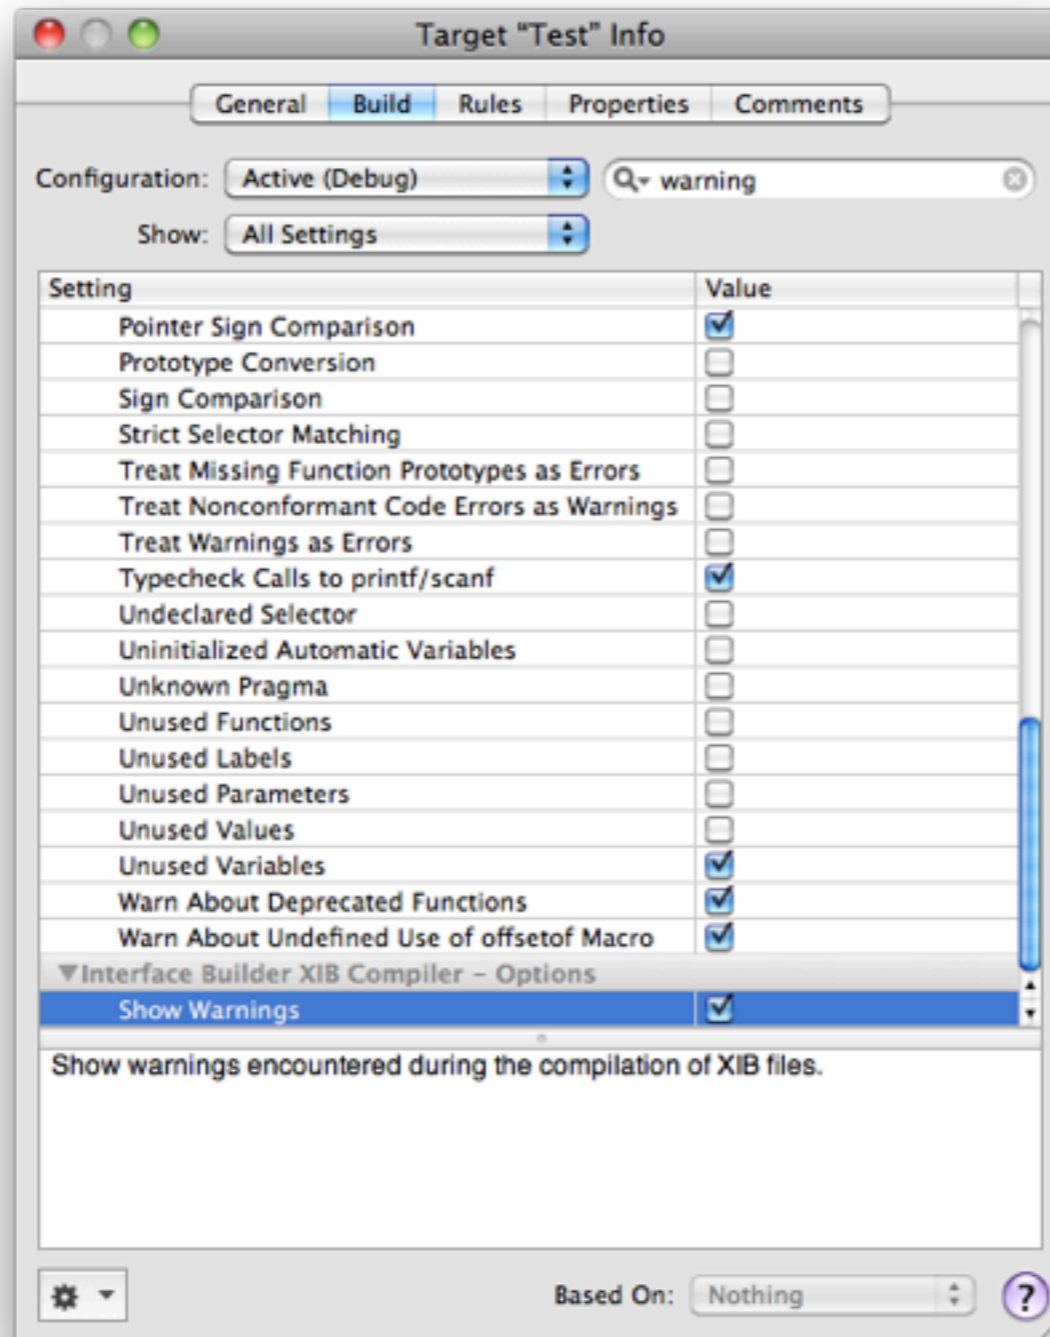 Target “Test” Info
General Build Rules Properties Comments
Configuration: Active (Debug) warning
Show: All Settings
Setting Value
Pointer Sign Comparison
Prototype Conversion
Sign Comparison
Strict Selector Matching
Treat Missing Function Prototypes as Errors
Treat Nonconformant Code Errors as Warnings
Treat Warnings as Errors
Typecheck Calls to printf/scanf
Undeclared Selector
Uninitialized Automatic Variables
Unknown Pragma
Unused Functions
Unused Labels
Unused Parameters
Unused Values
Unused Variables
Warn About Deprecated Functions
Warn About Undefined Use of offsetof Macro
Interface Builder XIB Compiler – Options
Show Warnings
Show warnings encountered during the compilation of XIB files.
Based On: Nothing ?